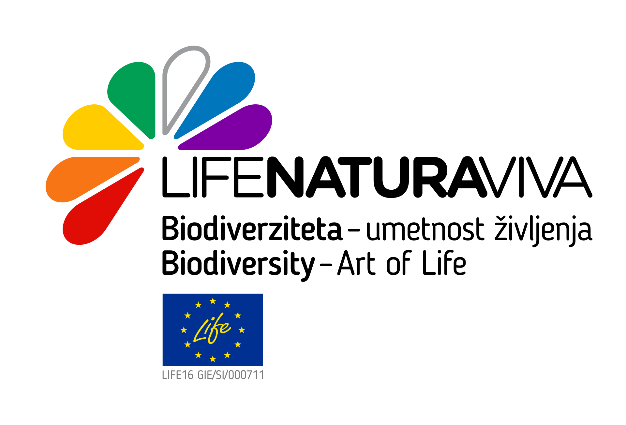 LIFENATURAVIVA
Biodiverziteta – umetnost življenja
Biodiversity – Art of Life
Life
LIFE16 GIE/SI/000711